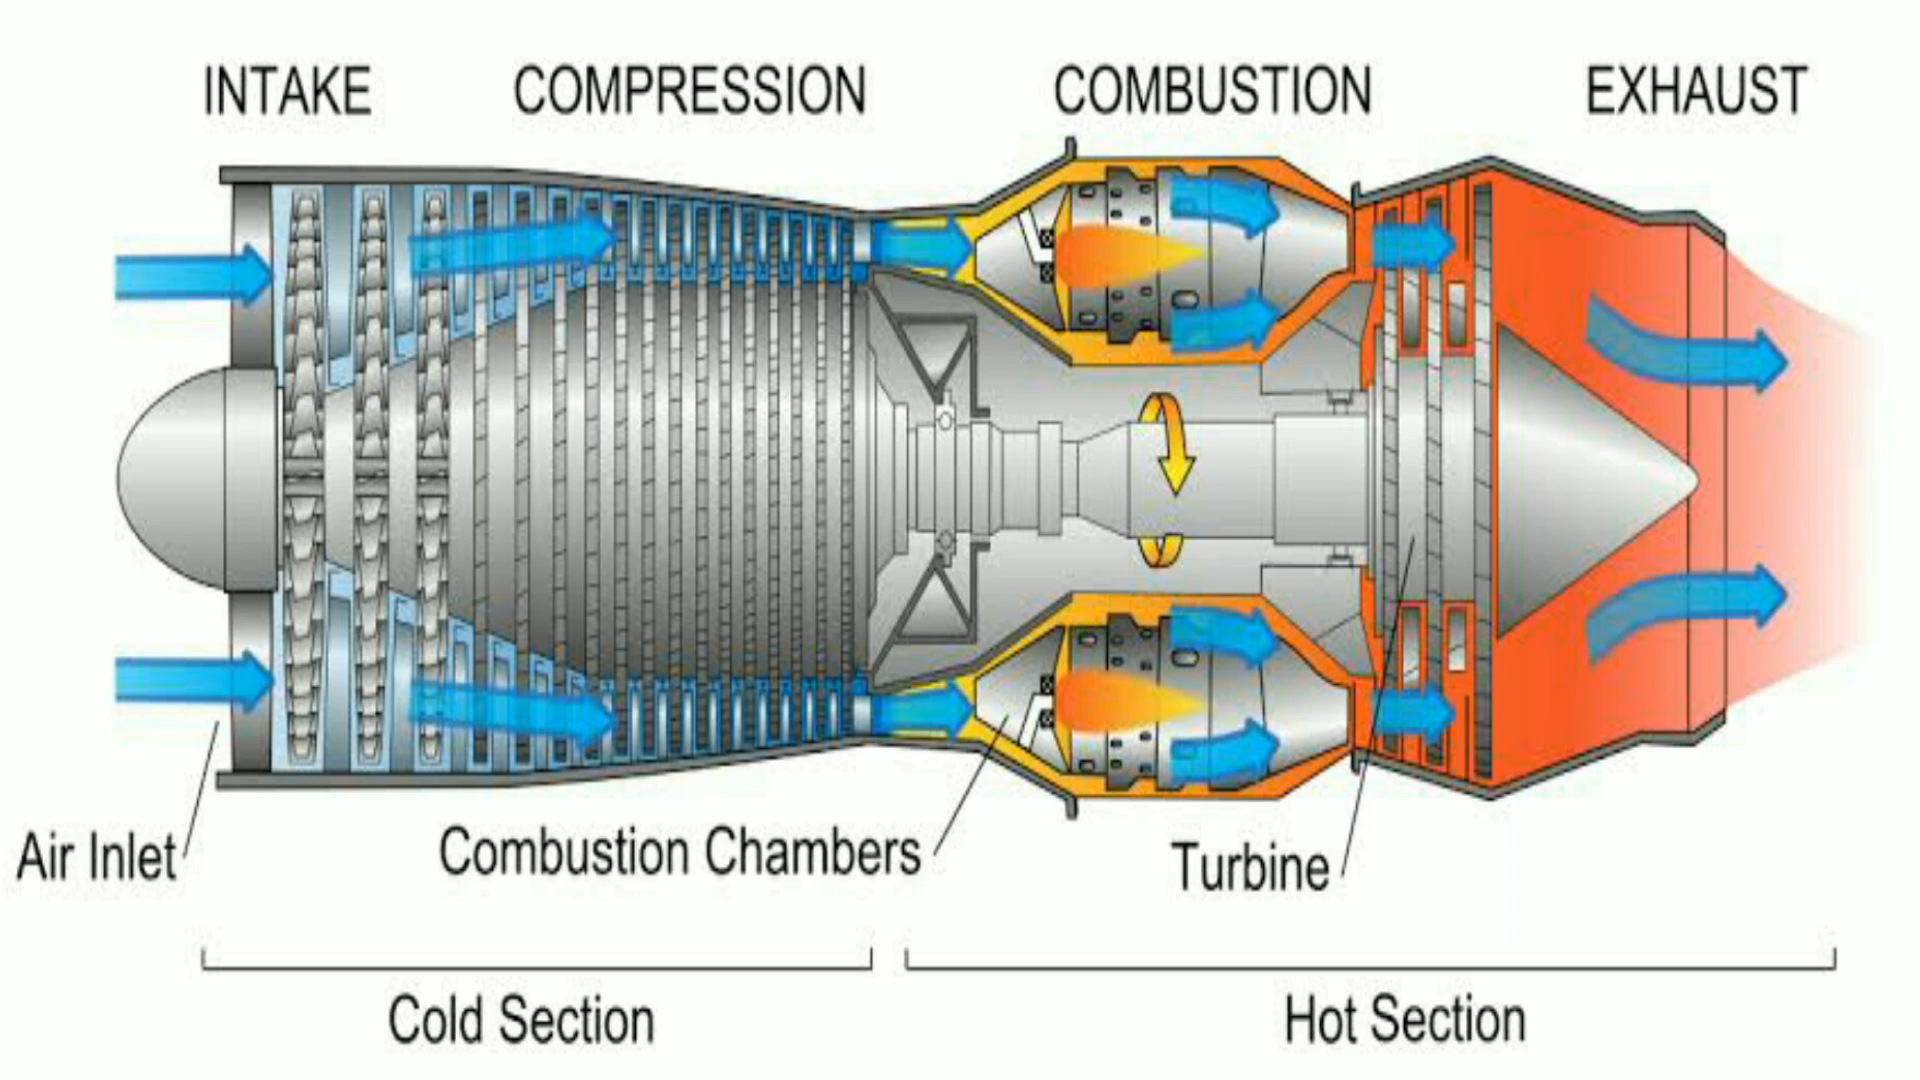 INTAKE COMPRESSION COMBUSTION EXHAUST
Air Inlet
Combustion Chambers
Turbine
Cold Section
Hot Section